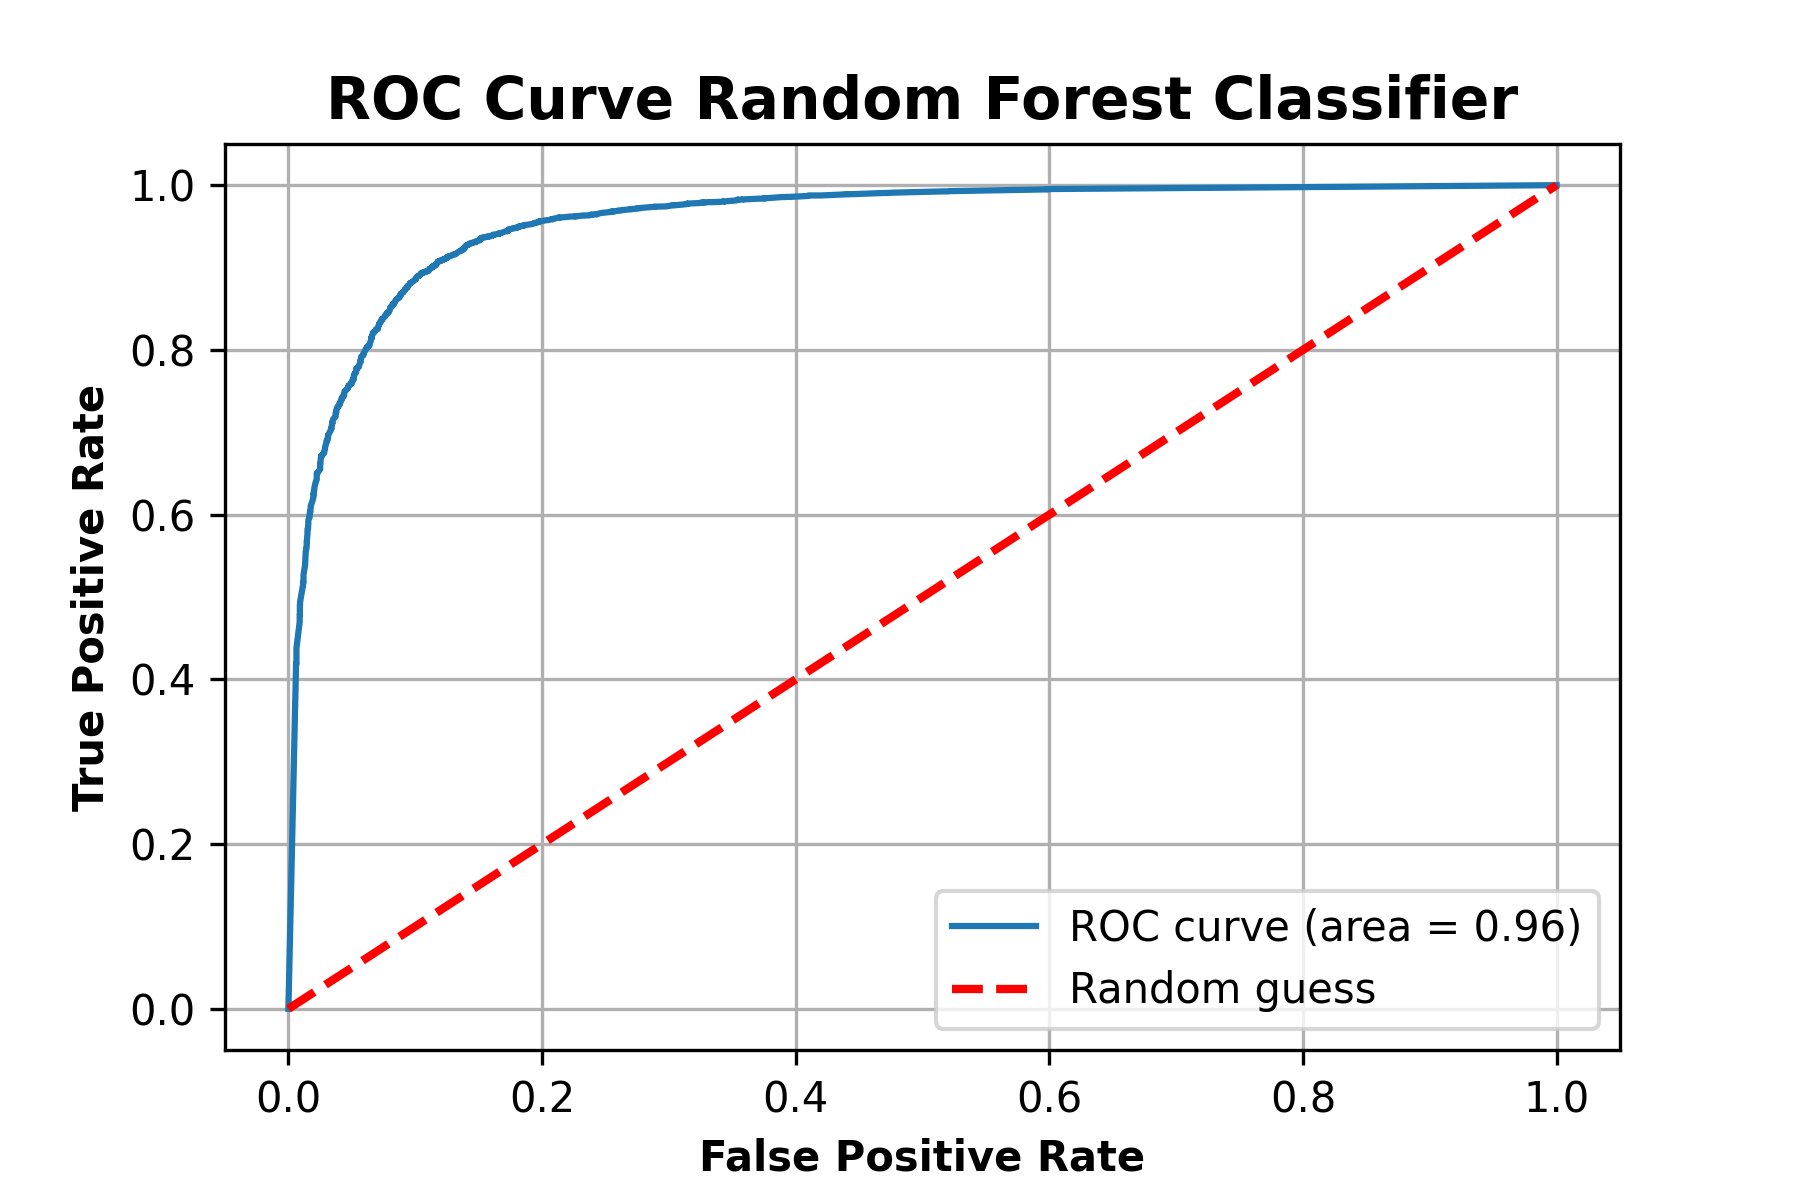 ROC Curve Random Forest Classifier
True Positive Rate
1.0
0.8
0.6
0.4
0.2
0.0
ROC curve (area = 0.96)
Random guess
0.0 0.2 0.4 0.6 0.8 1.0
False Positive Rate